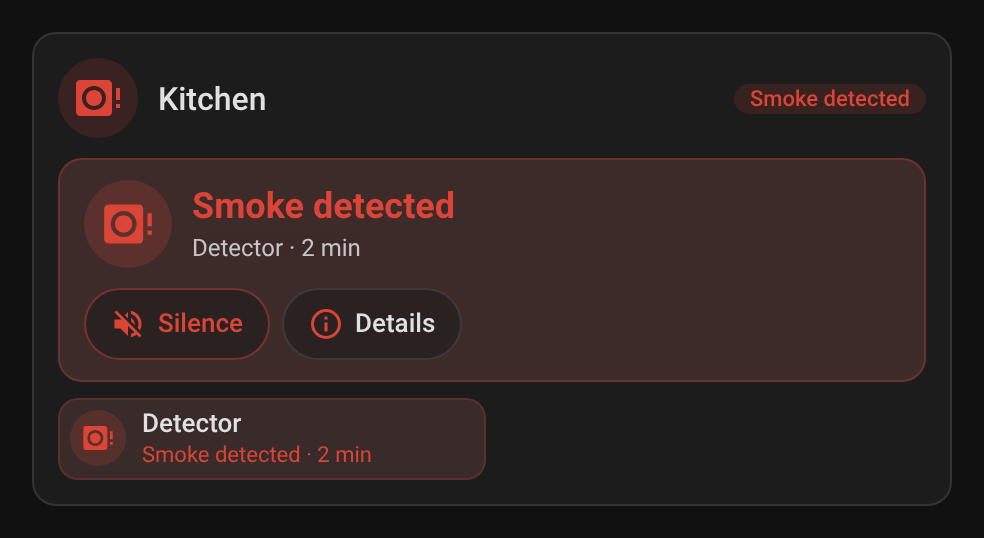 Kitchen
Smoke detected
Smoke detected
Detector · 2 min
Silence
Details
Detector
Smoke detected · 2 min